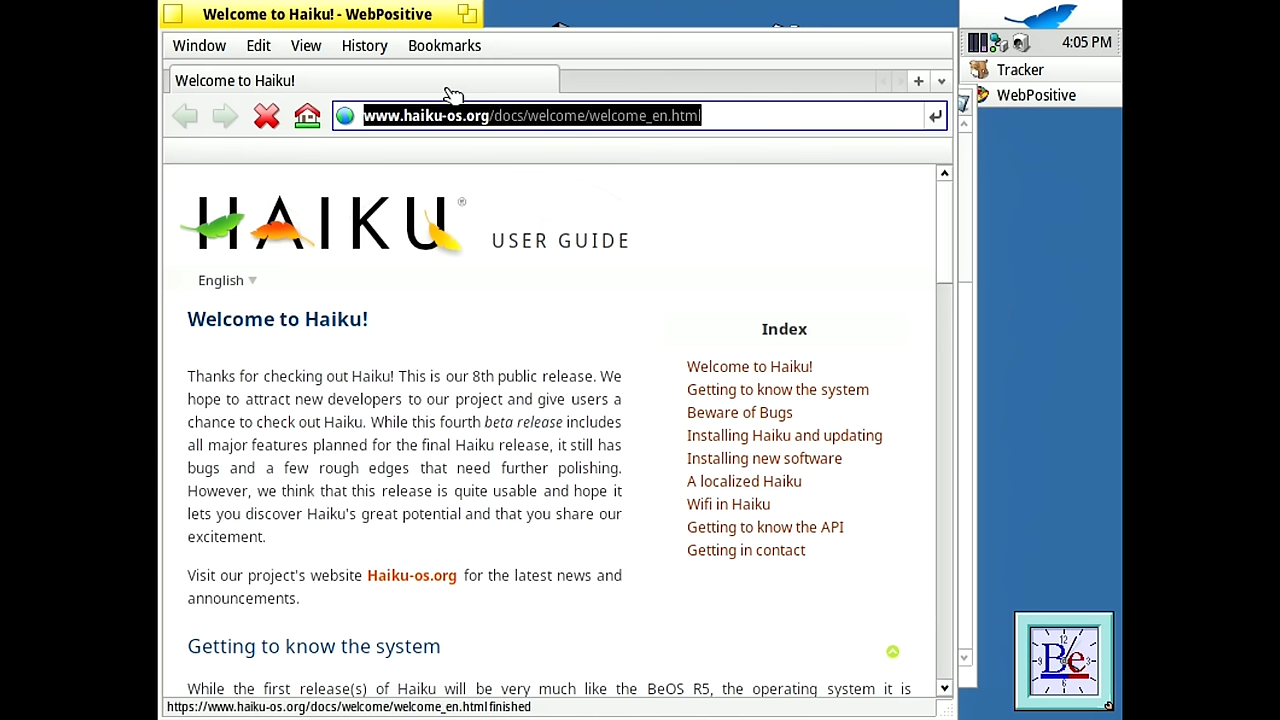 Welcome to Haiku! - WebPositive
Window Edit View History Bookmarks
4:05 PM
Tracker
WebPositive
Welcome to Haiku!
www.haiku-os.org/docs/welcome/welcome_en.html
HAIKU® USER GUIDE
English
Welcome to Haiku!
Thanks for checking out Haiku! This is our 8th public release. We
hope to attract new developers to our project and give users a
chance to check out Haiku. While this fourth beta release includes
all major features planned for the final Haiku release, it still has
bugs and a few rough edges that need further polishing.
However, we think that this release is quite usable and hope it
lets you discover Haiku's great potential and that you share our
excitement.
Visit our project's website Haiku-os.org for the latest news and
announcements.
Index
Welcome to Haiku!
Getting to know the system
Beware of Bugs
Installing Haiku and updating
Installing new software
A localized Haiku
Wifi in Haiku
Getting to know the API
Getting in contact
Getting to know the system
While the first release(s) of Haiku will be very much like the BeOS R5, the operating system it is
https://www.haiku-os.org/docs/welcome/welcome_en.html finished
12
9 Be 3
6